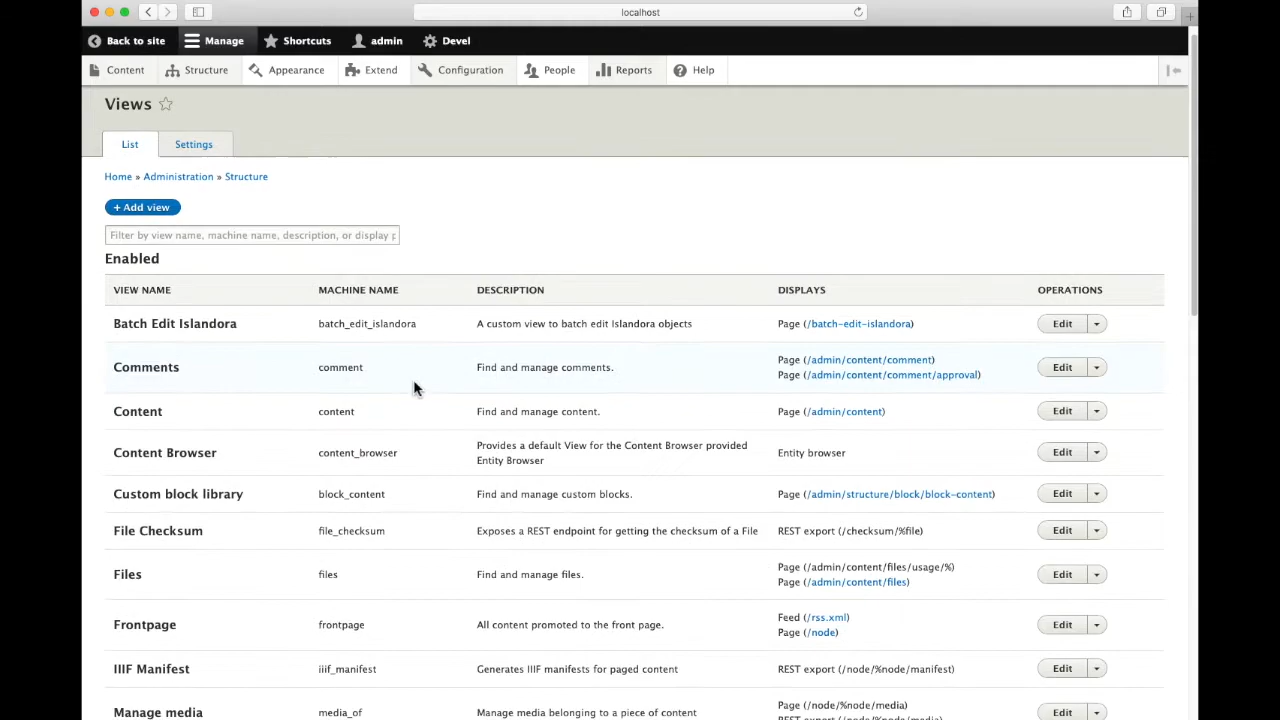 localhost
Back to site Manage Shortcuts admin Devel
Content Structure Appearance Extend Configuration People Reports Help
Views
List Settings
Home » Administration » Structure
+ Add view
Filter by view name, machine name, description, or display p
Enabled
VIEW NAME MACHINE NAME DESCRIPTION DISPLAYS OPERATIONS
Batch Edit Islandora batch_edit_islandora A custom view to batch edit Islandora objects Page (/batch-edit-islandora) Edit
Comments comment Find and manage comments. Page (/admin/content/comment) Edit
Page (/admin/content/comment/approval)
Content content Find and manage content. Page (/admin/content) Edit
Content Browser content_browser Provides a default View for the Content Browser provided Entity browser Edit
Entity Browser
Custom block library block_content Find and manage custom blocks. Page (/admin/structure/block/block-content) Edit
File Checksum file_checksum Exposes a REST endpoint for getting the checksum of a File REST export (/checksum/%file) Edit
Files files Find and manage files. Page (/admin/content/files/usage/%) Edit
Page (/admin/content/files)
Frontpage frontpage All content promoted to the front page. Feed (/rss.xml) Edit
Page (/node)
IIIF Manifest iiif_manifest Generates IIIF manifests for paged content REST export (/node/%node/manifest) Edit
Manage media media_of Manage media belonging to a piece of content Page (/node/%node/media) Edit
REST export (/node/%node/media)